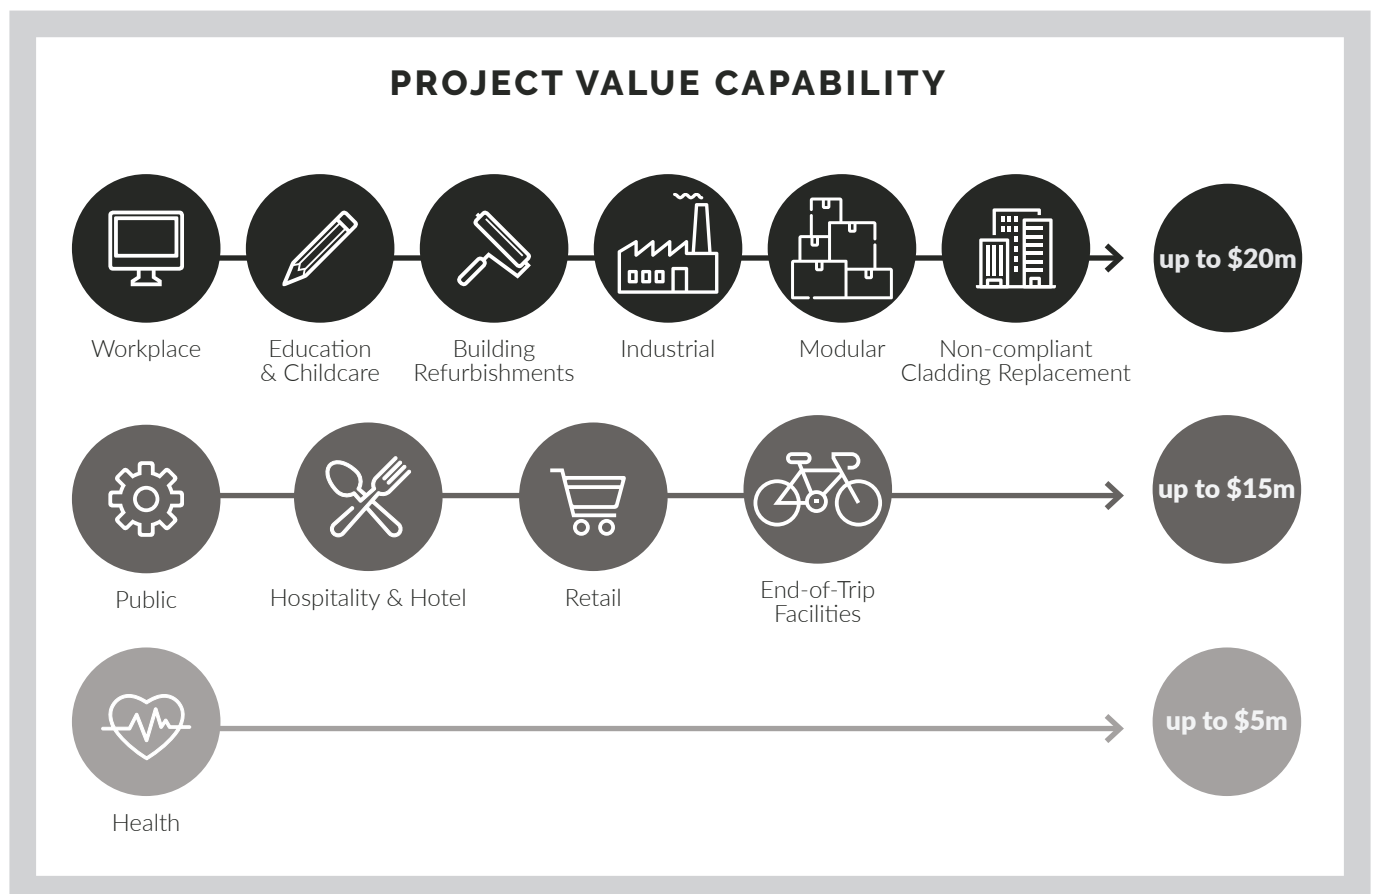 PROJECT VALUE CAPABILITY
up to $20m
Workplace
Education
& Childcare
Building
Refurbishments
Industrial
Modular
Non-compliant
Cladding Replacement
up to $15m
Public
Hospitality & Hotel
Retail
End-of-Trip
Facilities
up to $5m
Health